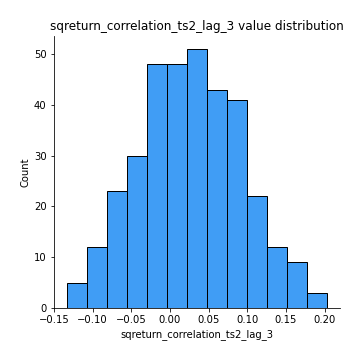 sqreturn_correlation_ts2_lag_3 value distribution
50
40
30
20
10
0
Count
−0.15 −0.10 −0.05 0.00 0.05 0.10 0.15 0.20
sqreturn_correlation_ts2_lag_3